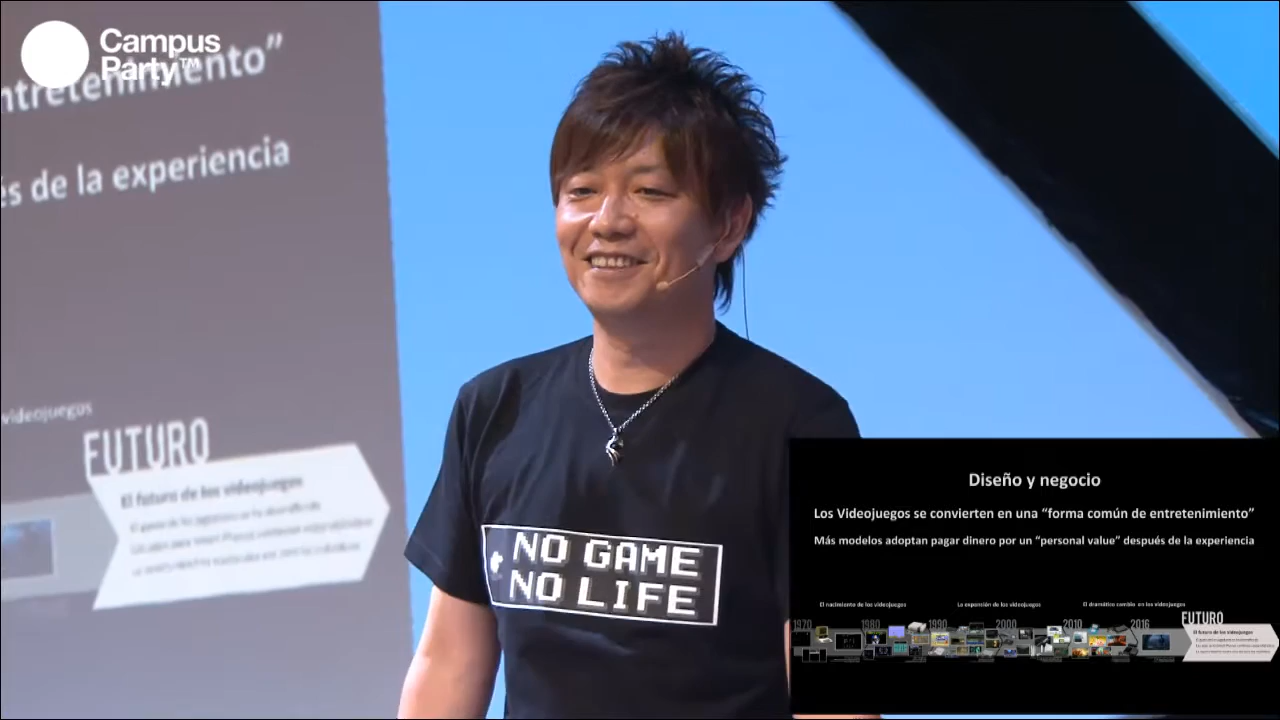 Campus
Party™
ntretenimiento”
és de la experiencia
videojuegos
FUTURO
El futuro de los videojuegos
NO GAME
NO LIFE
Diseño y negocio
Los Videojuegos se convierten en una “forma común de entretenimiento”
Más modelos adoptan pagar dinero por un “personal value” después de la experiencia
El nacimiento de los videojuegos
La expansión de los videojuegos
El dramático cambio en los videojuegos
1970
1980
1990
2000
2010
2016
FUTURO
El futuro de los videojuegos